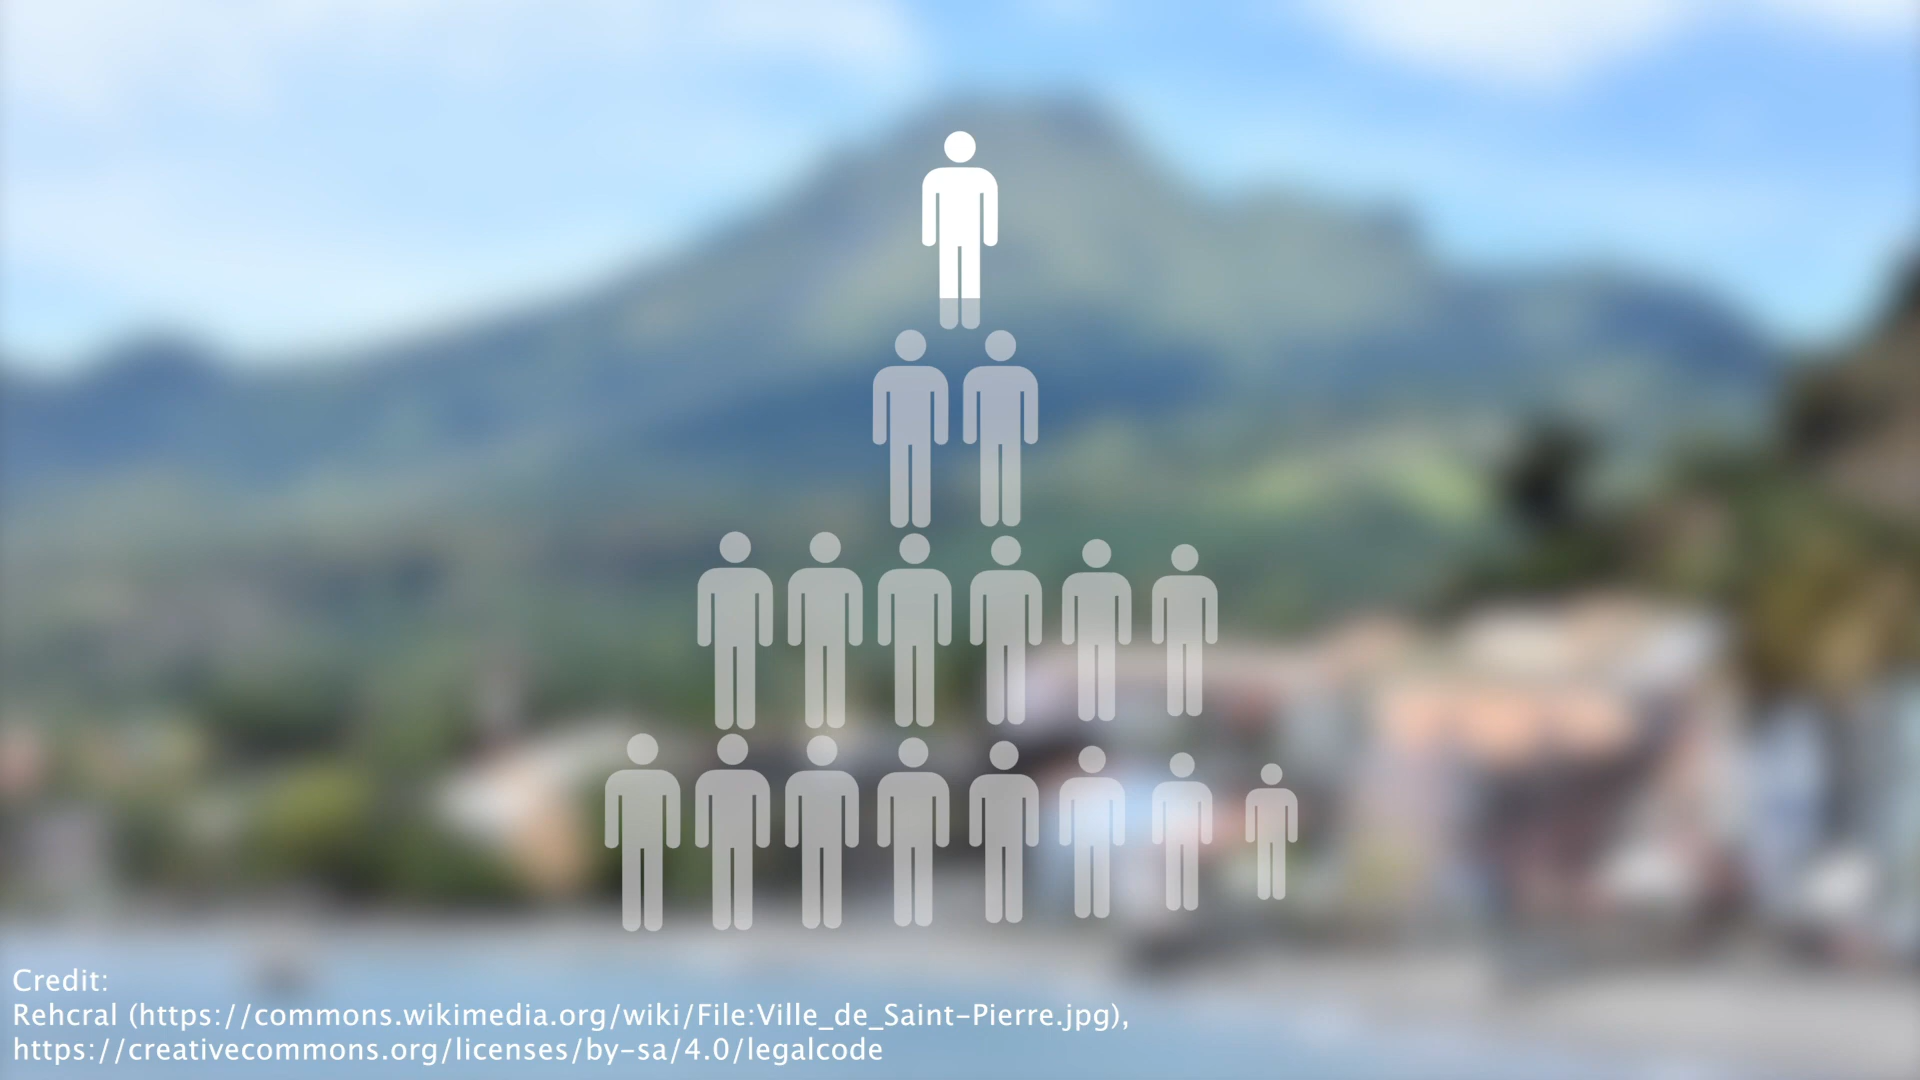 Credit:
Rehcral (https://commons.wikimedia.org/wiki/File:Ville_de_Saint-Pierre.jpg),
https://creativecommons.org/licenses/by-sa/4.0/legalcode